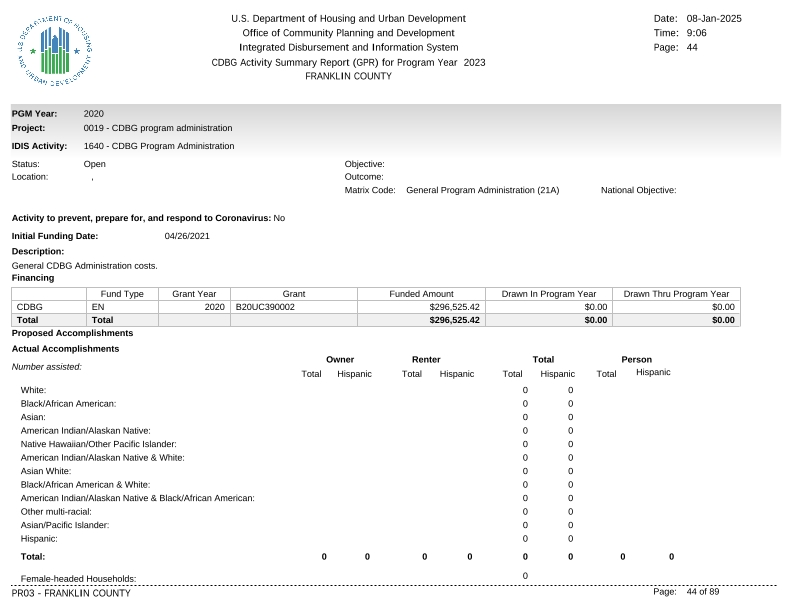 U.S. DEPARTMENT OF HOUSING AND URBAN DEVELOPMENT
U.S. Department of Housing and Urban Development
Office of Community Planning and Development
Integrated Disbursement and Information System
CDBG Activity Summary Report (GPR) for Program Year 2023
FRANKLIN COUNTY
Date: 08-Jan-2025
Time: 9:06
Page: 44
PGM Year: 2020
Project: 0019 - CDBG program administration
IDIS Activity: 1640 - CDBG Program Administration
Status: Open Objective:
Location: , Outcome:
Matrix Code: General Program Administration (21A) National Objective:
Activity to prevent, prepare for, and respond to Coronavirus: No
Initial Funding Date: 04/26/2021
Description:
General CDBG Administration costs.
Financing
Fund Type Grant Year Grant Funded Amount Drawn In Program Year Drawn Thru Program Year
CDBG EN 2020 B20UC390002 $296,525.42 $0.00 $0.00
Total Total $296,525.42 $0.00 $0.00
Proposed Accomplishments
Actual Accomplishments
Number assisted: Owner Renter Total Person
Total Hispanic Total Hispanic Total Hispanic Total Hispanic
White: 0 0
Black/African American: 0 0
Asian: 0 0
American Indian/Alaskan Native: 0 0
Native Hawaiian/Other Pacific Islander: 0 0
American Indian/Alaskan Native & White: 0 0
Asian White: 0 0
Black/African American & White: 0 0
American Indian/Alaskan Native & Black/African American: 0 0
Other multi-racial: 0 0
Asian/Pacific Islander: 0 0
Hispanic: 0 0
Total: 0 0 0 0 0 0 0 0
Female-headed Households: 0
PR03 - FRANKLIN COUNTY Page: 44 of 89